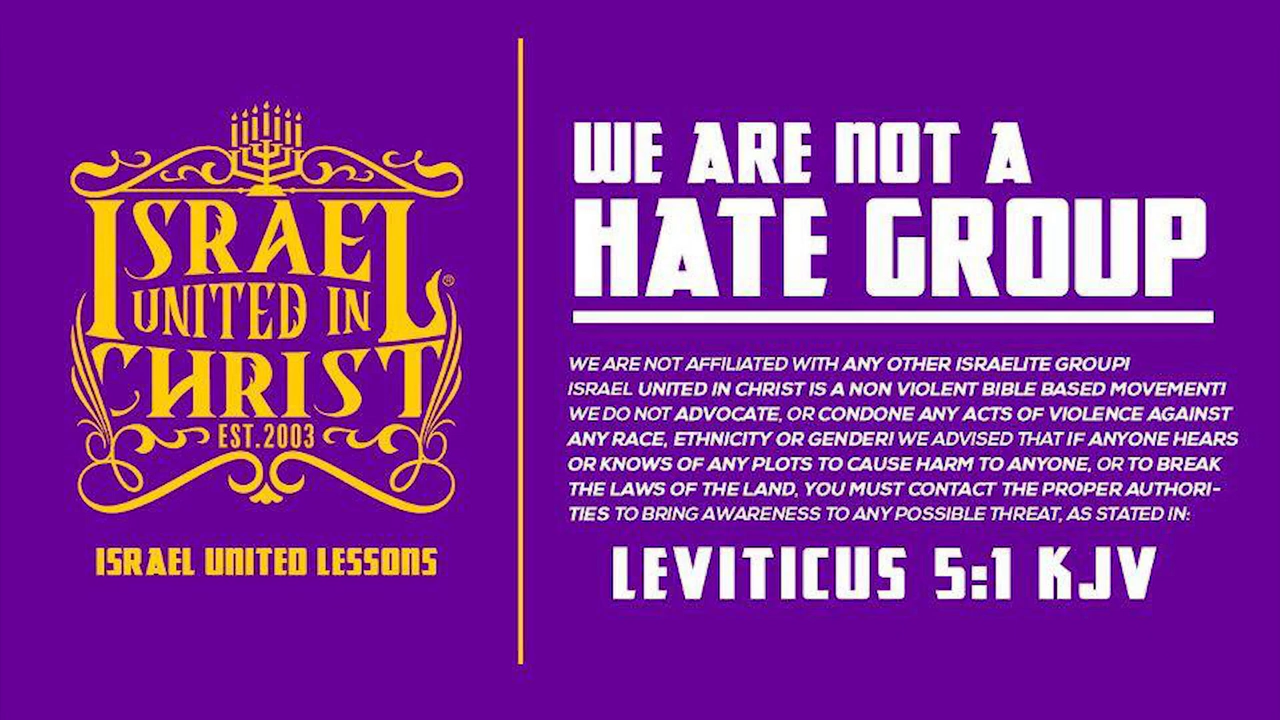 ISRAEL
UNITED IN
CHRIST
EST. 2003
®
ISRAEL UNITED LESSONS
WE ARE NOT A
HATE GROUP
WE ARE NOT AFFILIATED WITH ANY OTHER ISRAELITE GROUP!
ISRAEL UNITED IN CHRIST IS A NON VIOLENT BIBLE BASED MOVEMENT!
WE DO NOT ADVOCATE, OR CONDONE ANY ACTS OF VIOLENCE AGAINST
ANY RACE, ETHNICITY OR GENDER! WE ADVISED THAT IF ANYONE HEARS
OR KNOWS OF ANY PLOTS TO CAUSE HARM TO ANYONE, OR TO BREAK
THE LAWS OF THE LAND, YOU MUST CONTACT THE PROPER AUTHORI-
TIES TO BRING AWARENESS TO ANY POSSIBLE THREAT, AS STATED IN:
LEVITICUS 5:1 KJV